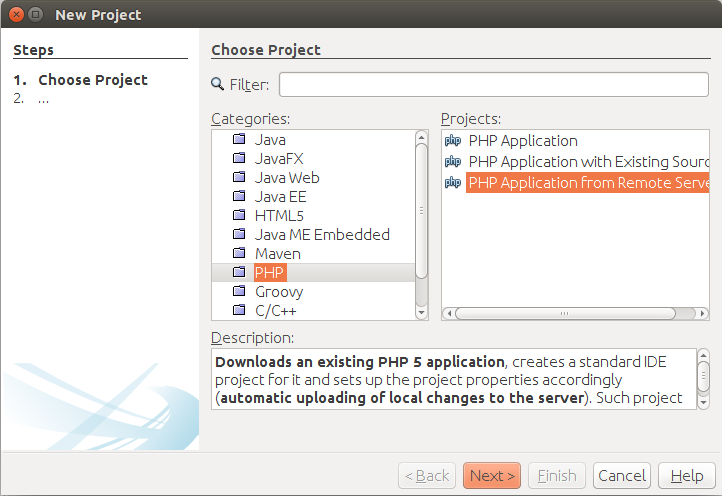 New Project
Steps
1. Choose Project
2. ...
Choose Project
Filter:
Categories:
Java
JavaFX
Java Web
Java EE
HTML5
Java ME Embedded
Maven
PHP
Groovy
C/C++
Projects:
php PHP Application
php PHP Application with Existing Sourc
php PHP Application from Remote Serve
Description:
Downloads an existing PHP 5 application, creates a standard IDE
project for it and sets up the project properties accordingly
(automatic uploading of local changes to the server). Such project
< Back
Next >
Finish
Cancel
Help